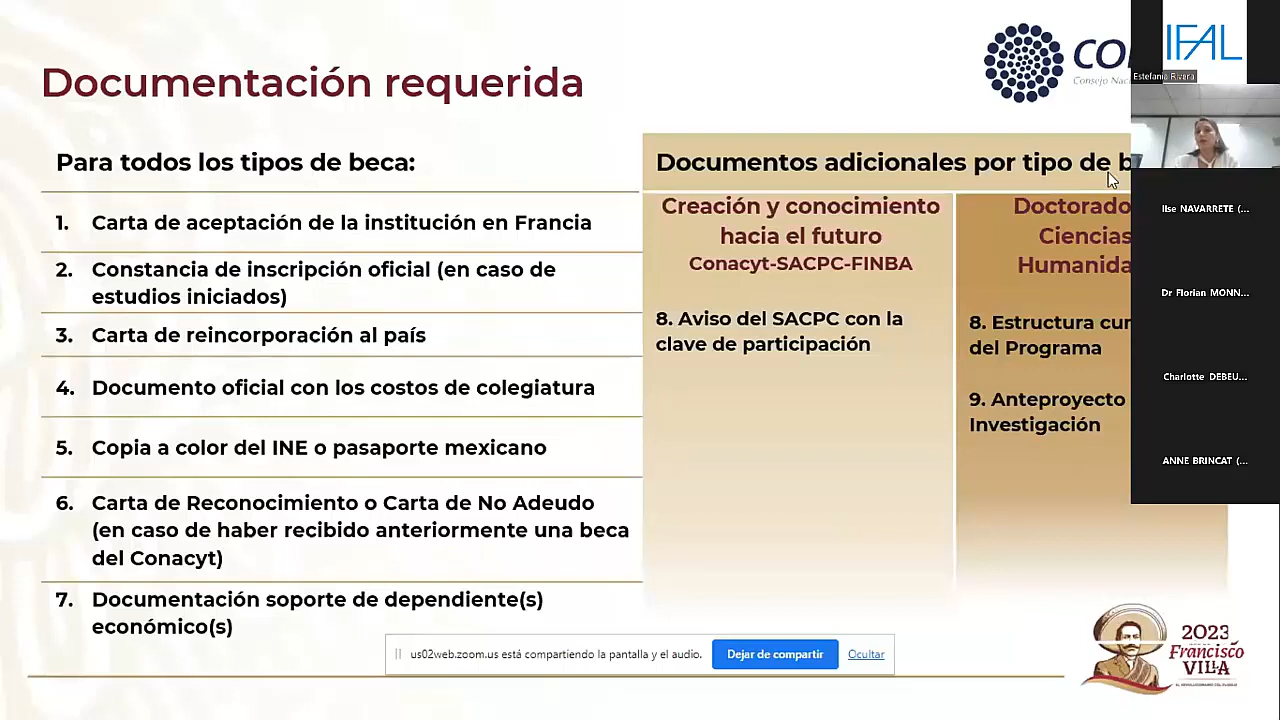 Documentación requerida
Para todos los tipos de beca:
1. Carta de aceptación de la institución en Francia
2. Constancia de inscripción oficial (en caso de
estudios iniciados)
3. Carta de reincorporación al país
4. Documento oficial con los costos de colegiatura
5. Copia a color del INE o pasaporte mexicano
6. Carta de Reconocimiento o Carta de No Adeudo
(en caso de haber recibido anteriormente una beca
del Conacyt)
7. Documentación soporte de dependiente(s)
económico(s)
Documentos adicionales por tipo de b
Creación y conocimiento
hacia el futuro
Conacyt-SACPC-FINBA
8. Aviso del SACPC con la
clave de participación
Doctorado
Ciencias
Humanida
8. Estructura cur
del Programa
9. Anteproyecto
Investigación
CO
Consejo Nac
IFAL
Estefania Rivera
Ilse NAVARRETE (...
Dr Florian MONN...
Charlotte DEBEU...
ANNE BRINCAT (...
us02web.zoom.us está compartiendo la pantalla y el audio.
Dejar de compartir
Ocultar
2023
Francisco
VILLA
EL REVOLUCIONARIO DEL PUEBLO